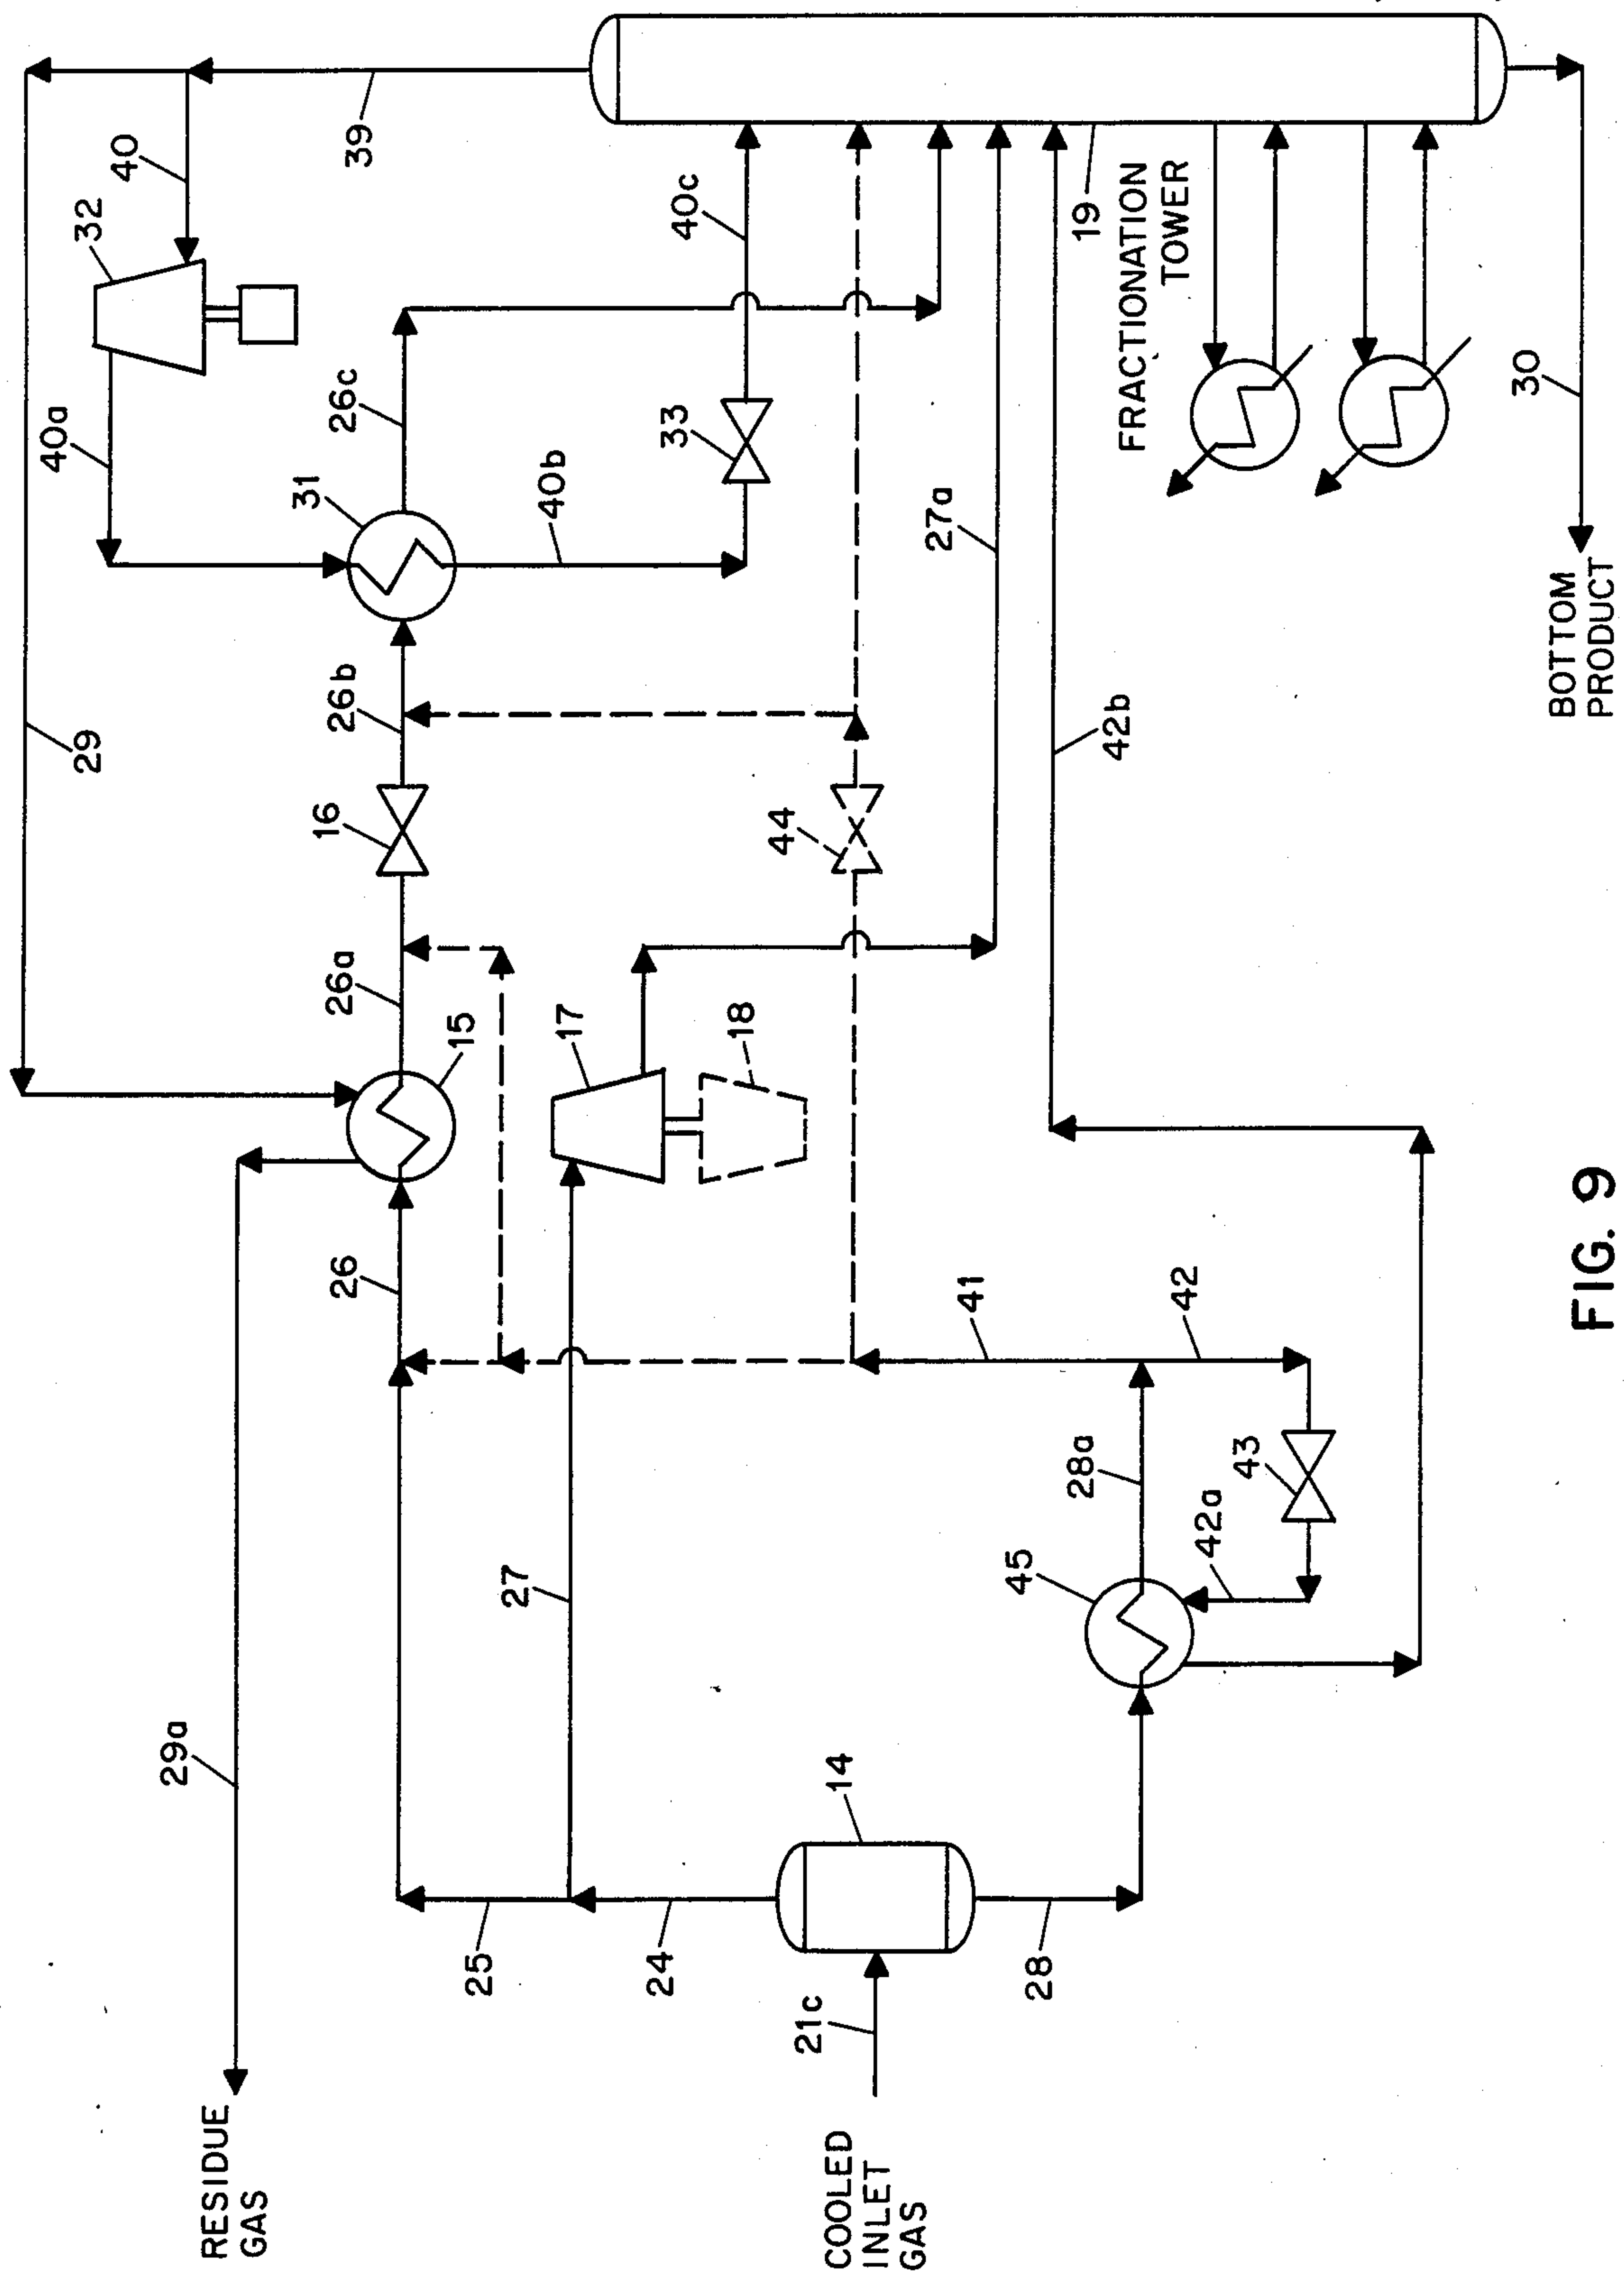 RESIDUE
GAS
29a
29
39
40
32
40a
31
26c
40b
33
40c
26b
16
26a
15
26
25
27
17
18
44
27a
42b
41
42
28a
43
42a
45
24
14
28
21c
COOLED
INLET
GAS
FRACTIONATION
TOWER
19
30
BOTTOM
PRODUCT
FIG. 9